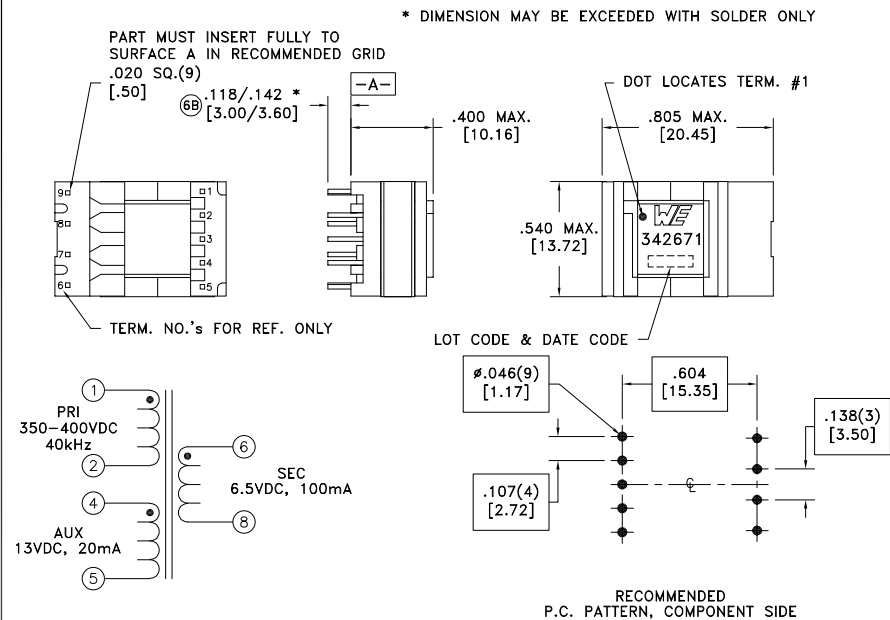 * DIMENSION MAY BE EXCEEDED WITH SOLDER ONLY
PART MUST INSERT FULLY TO
SURFACE A IN RECOMMENDED GRID
.020 SQ.(9)
[.50]
6B .118/.142 *
[3.00/3.60]
-A-
.400 MAX.
[10.16]
DOT LOCATES TERM. #1
.805 MAX.
[20.45]
9
8
7
6
1
2
3
4
5
.540 MAX.
[13.72]
WE
342671
TERM. NO.'s FOR REF. ONLY
LOT CODE & DATE CODE
1
PRI
350-400VDC
40kHz
2
4
AUX
13VDC, 20mA
5
6
SEC
6.5VDC, 100mA
8
ø.046(9)
[1.17]
.604
[15.35]
.138(3)
[3.50]
.107(4)
[2.72]
℄
RECOMMENDED
P.C. PATTERN, COMPONENT SIDE